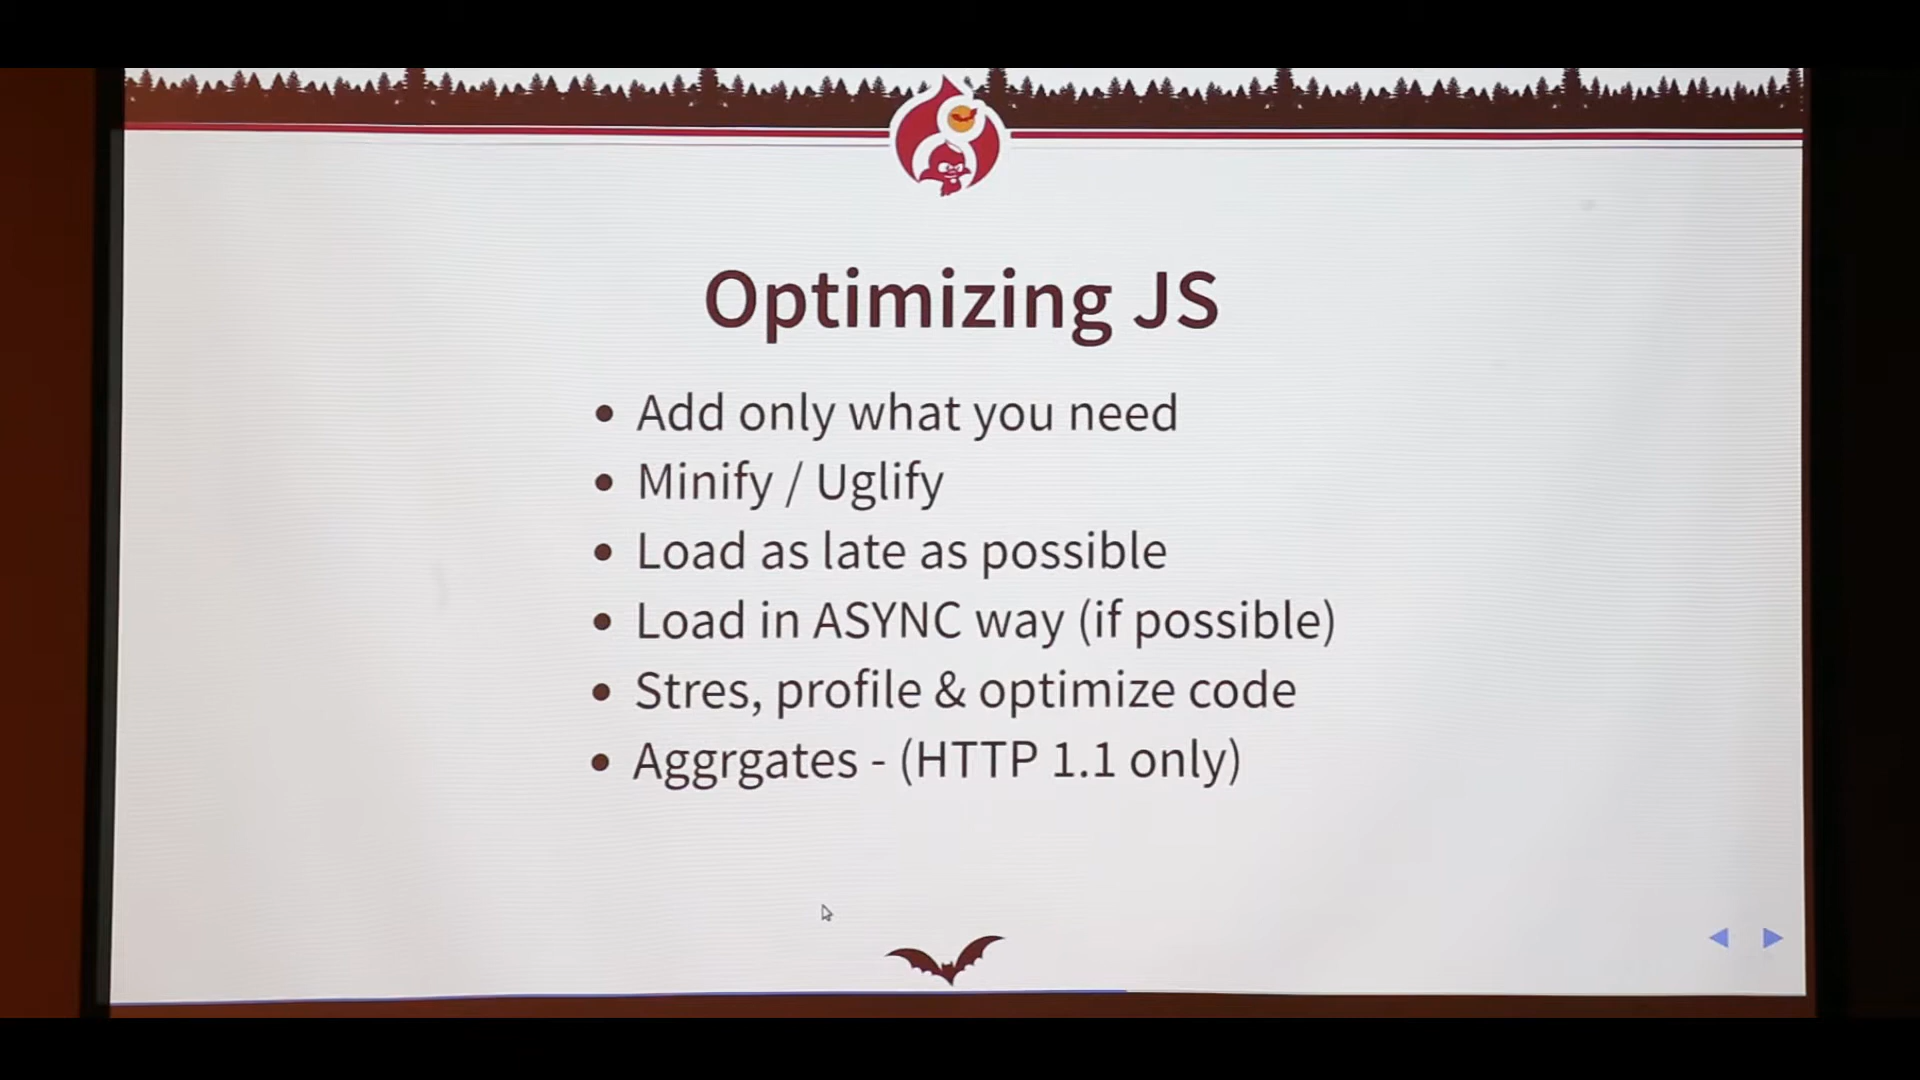 Optimizing JS
• Add only what you need
• Minify / Uglify
• Load as late as possible
• Load in ASYNC way (if possible)
• Stres, profile & optimize code
• Aggrgates - (HTTP 1.1 only)